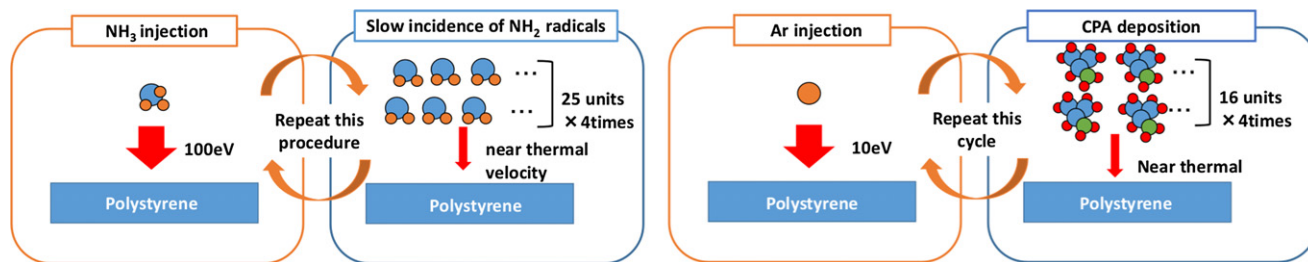 NH₃ injection
100eV
Polystyrene
Repeat this
procedure
Slow incidence of NH₂ radicals
...
...
25 units
×4times
near thermal
velocity
Polystyrene
Ar injection
10eV
Polystyrene
Repeat this
cycle
CPA deposition
...
...
16 units
×4times
Near thermal
Polystyrene